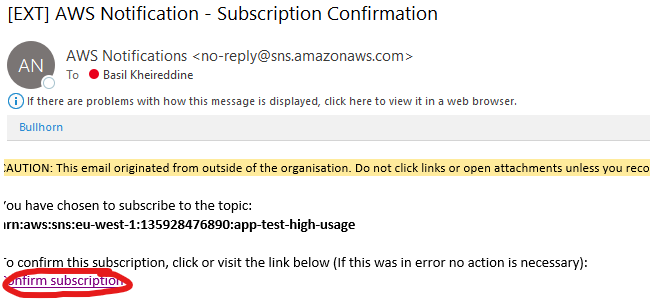 [EXT] AWS Notification - Subscription Confirmation
AN
AWS Notifications <no-reply@sns.amazonaws.com>
To Basil Kheireddine
If there are problems with how this message is displayed, click here to view it in a web browser.
Bullhorn
CAUTION: This email originated from outside of the organisation. Do not click links or open attachments unless you reco
You have chosen to subscribe to the topic:
arn:aws:sns:eu-west-1:135928476890:app-test-high-usage
To confirm this subscription, click or visit the link below (If this was in error no action is necessary):
Confirm subscription